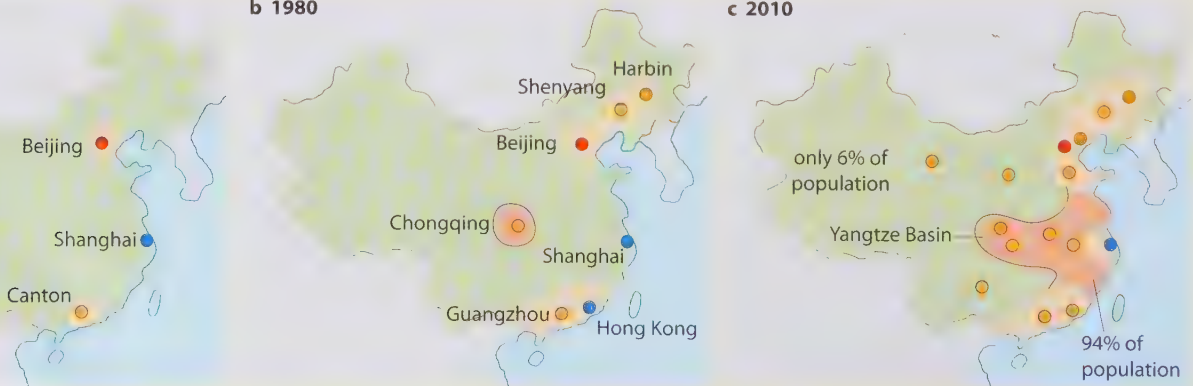 b 1980
c 2010
Beijing
Shanghai
Canton
Harbin
Shenyang
Beijing
Chongqing
Shanghai
Guangzhou
Hong Kong
only 6% of
population
Yangtze Basin
94% of
population